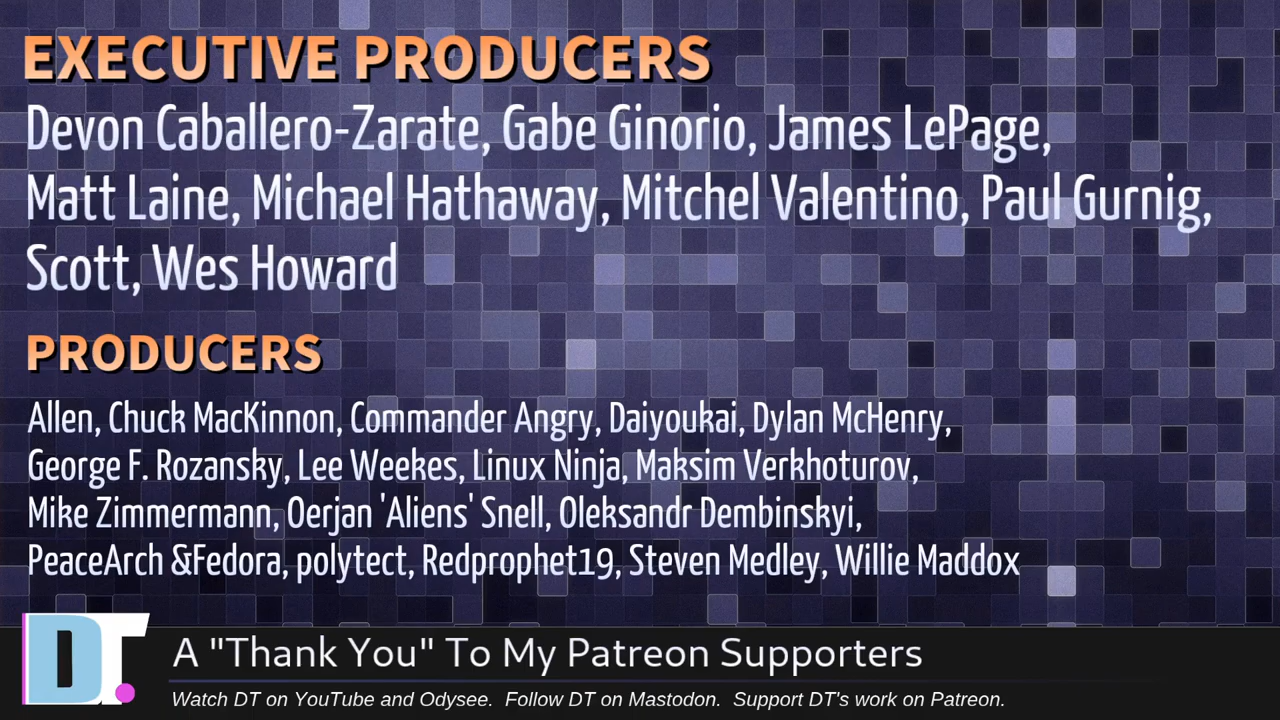 EXECUTIVE PRODUCERS
Devon Caballero-Zarate, Gabe Ginorio, James LePage,
Matt Laine, Michael Hathaway, Mitchel Valentino, Paul Gurnig,
Scott, Wes Howard
PRODUCERS
Allen, Chuck MacKinnon, Commander Angry, Daiyoukai, Dylan McHenry,
George F. Rozansky, Lee Weekes, Linux Ninja, Maksim Verkhoturov,
Mike Zimmermann, Oerjan 'Aliens' Snell, Oleksandr Dembinskyi,
PeaceArch &Fedora, polytect, Redprophet19, Steven Medley, Willie Maddox
DT.
A "Thank You" To My Patreon Supporters
Watch DT on YouTube and Odysee. Follow DT on Mastodon. Support DT's work on Patreon.